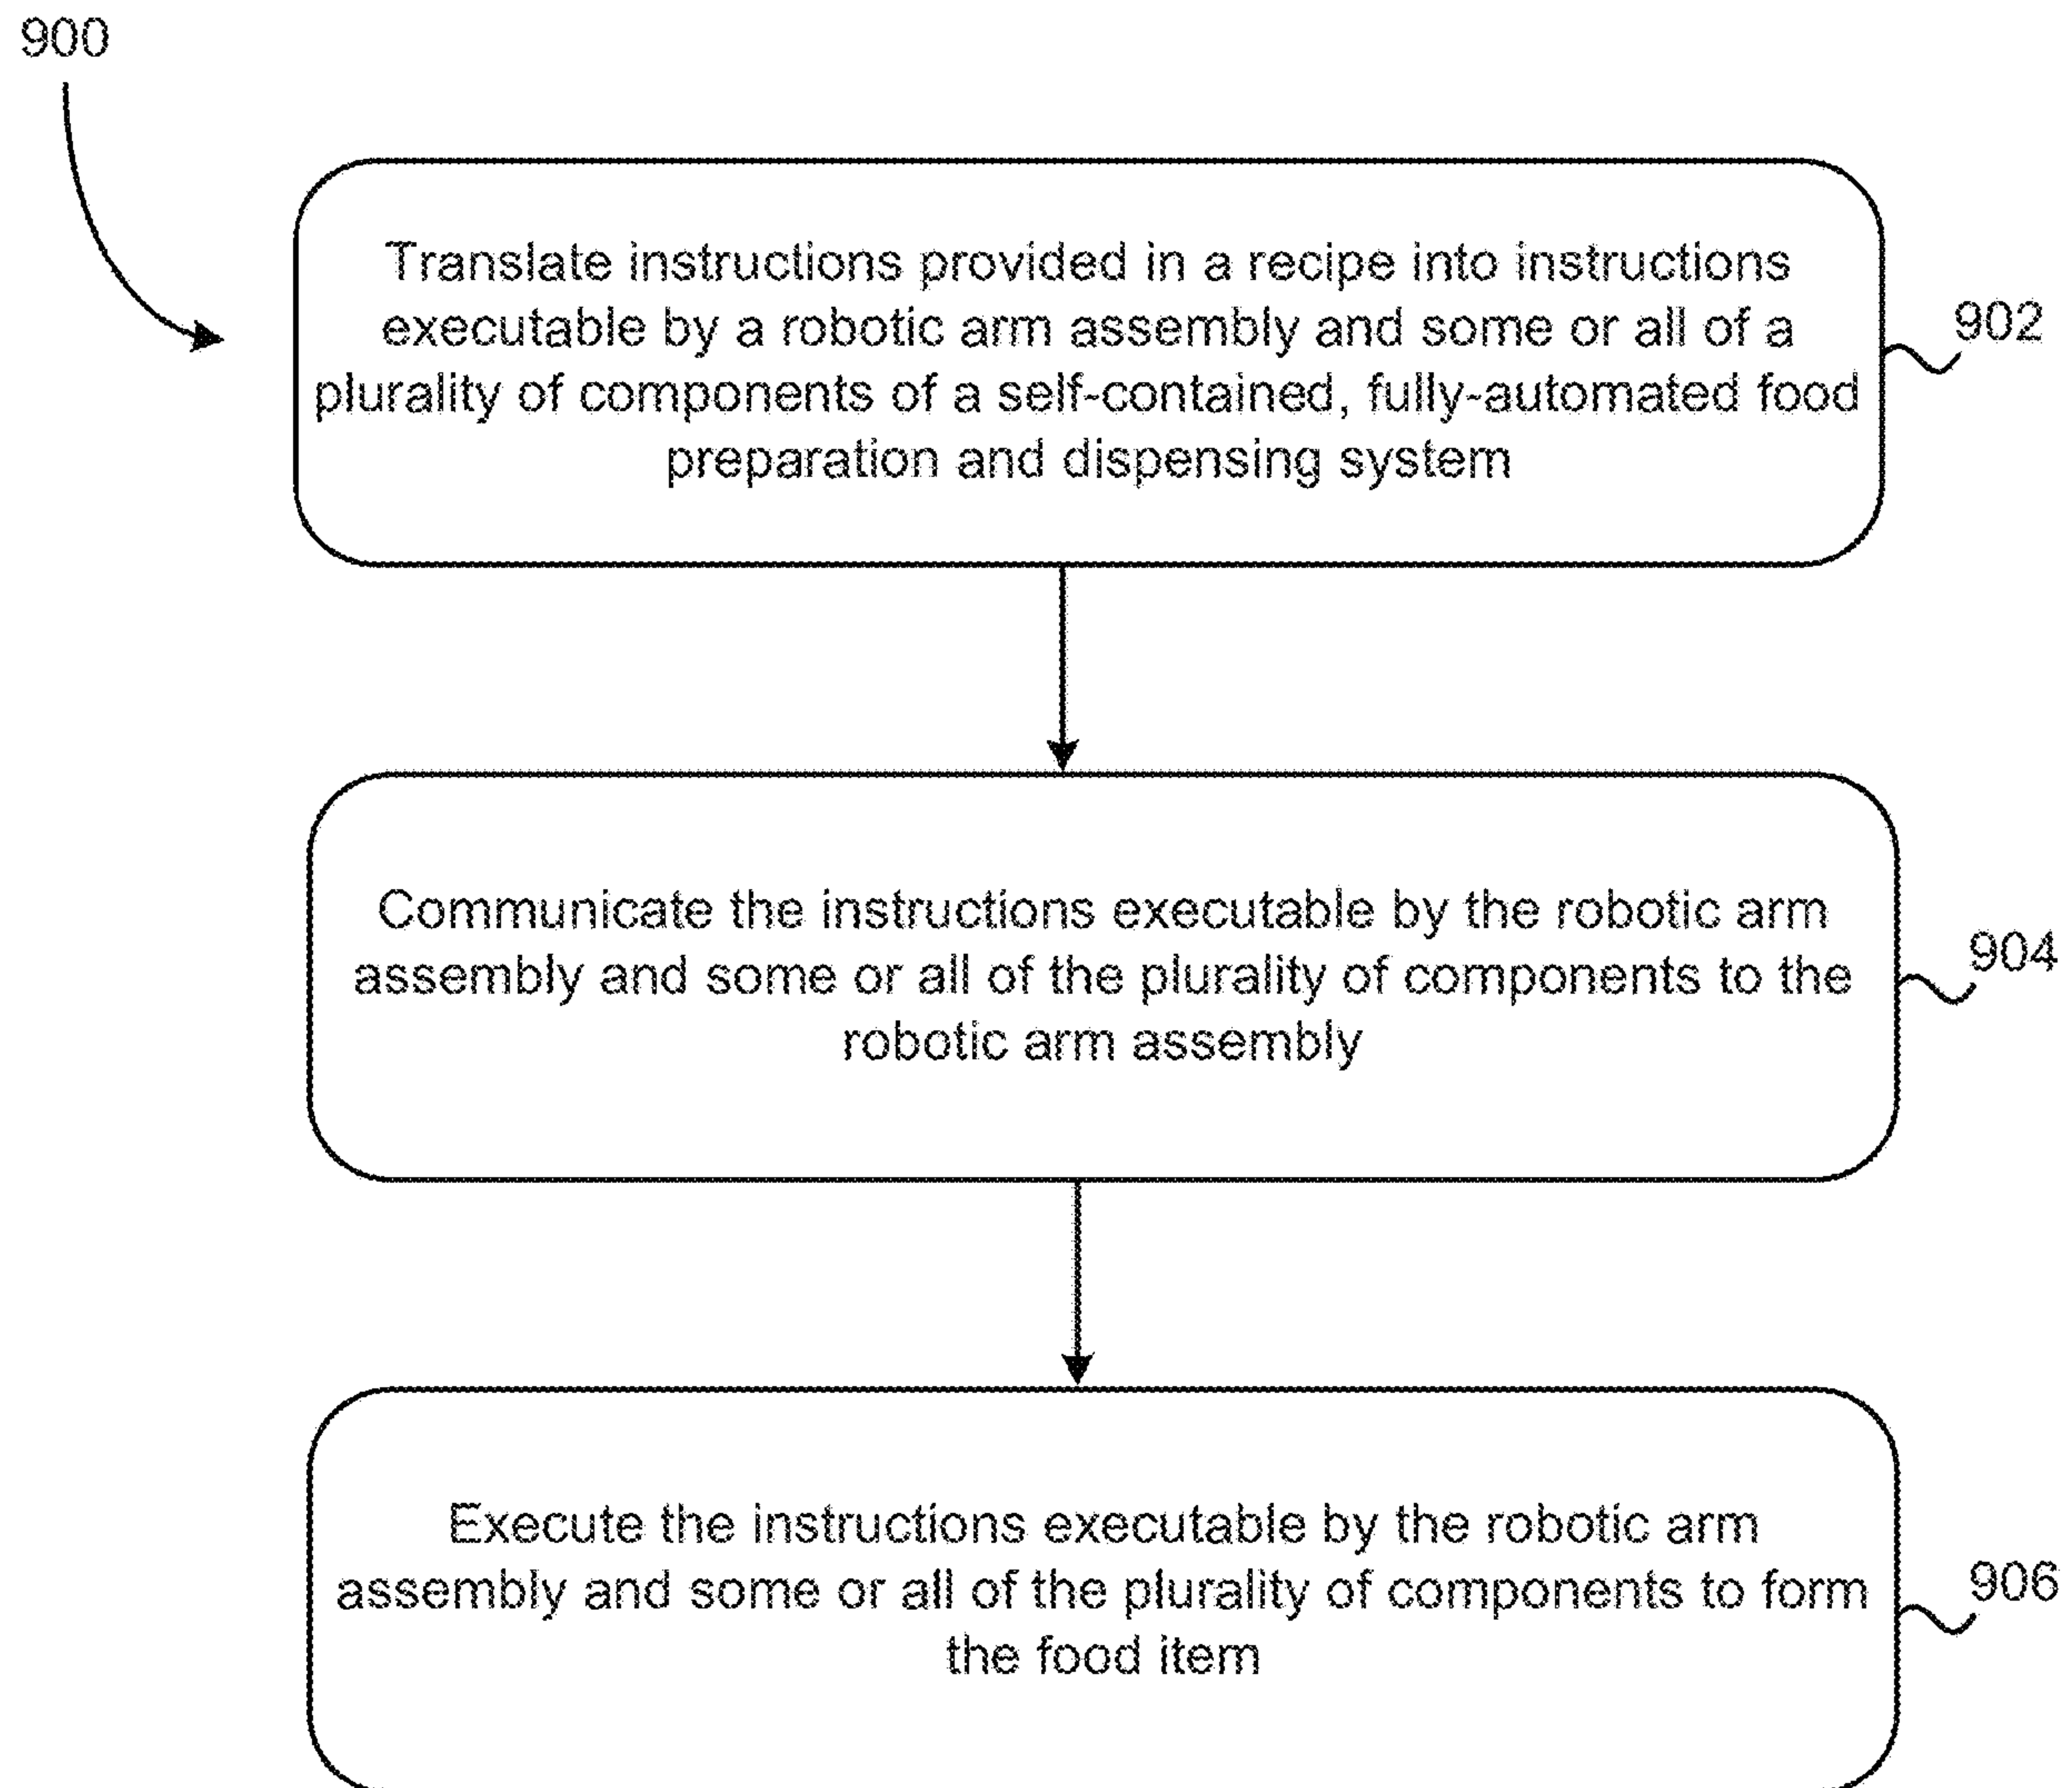 900
Translate instructions provided in a recipe into instructions
executable by a robotic arm assembly and some or all of a
plurality of components of a self-contained, fully-automated food
preparation and dispensing system
902
Communicate the instructions executable by the robotic arm
assembly and some or all of the plurality of components to the
robotic arm assembly
904
Execute the instructions executable by the robotic arm
assembly and some or all of the plurality of components to form
the food item
906